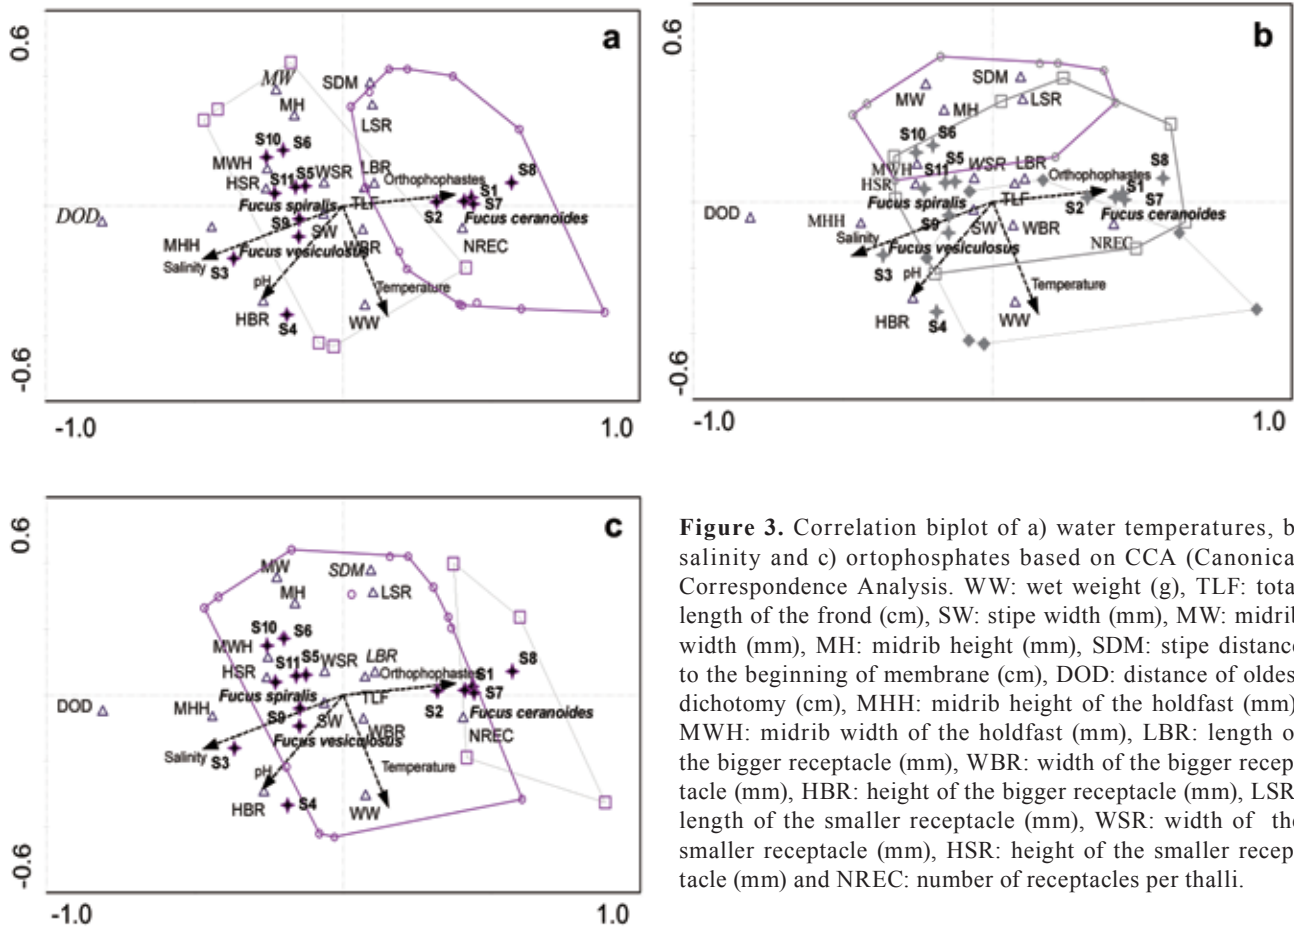 a
0.6
MW
SDM
MH
LSR
S10
S6
MWH
S5
WSR
LBR
S8
HSR
S11
Orthophophastes
S1
Fucus spiralis
TLF
S2
S7
DOD
S9
Fucus ceranoides
MHH
SW
WBR
Fucus vesiculosus
NREC
Salinity
S3
pH
Temperature
HBR
S4
WW
-0.6
-1.0
1.0
b
0.6
SDM
MW
MH
LSR
S10
S6
MWH
S5
WSR
LBR
S8
HSR
S11
Orthophophastes
S1
Fucus spiralis
TLF
S2
S7
DOD
S9
Fucus ceranoides
MHH
SW
WBR
Salinity
Fucus vesiculosus
NREC
S3
pH
Temperature
HBR
S4
WW
-0.6
-1.0
1.0
c
0.6
MW
SDM
MH
LSR
S10
S6
MWH
S5
WSR
LBR
S8
HSR
S11
Orthophophastes
S1
Fucus spiralis
TLF
S2
S7
DOD
MHH
S9
SW
WBR
Fucus ceranoides
Fucus vesiculosus
NREC
Salinity
S3
pH
Temperature
HBR
S4
WW
-0.6
-1.0
1.0
Figure 3. Correlation biplot of a) water temperatures, b
salinity and c) ortophosphates based on CCA (Canonica
Correspondence Analysis. WW: wet weight (g), TLF: tota
length of the frond (cm), SW: stipe width (mm), MW: midrib
width (mm), MH: midrib height (mm), SDM: stipe distance
to the beginning of membrane (cm), DOD: distance of oldes
dichotomy (cm), MHH: midrib height of the holdfast (mm)
MWH: midrib width of the holdfast (mm), LBR: length o
the bigger receptacle (mm), WBR: width of the bigger recep
tacle (mm), HBR: height of the bigger receptacle (mm), LSR
length of the smaller receptacle (mm), WSR: width of the
smaller receptacle (mm), HSR: height of the smaller recep
tacle (mm) and NREC: number of receptacles per thalli.